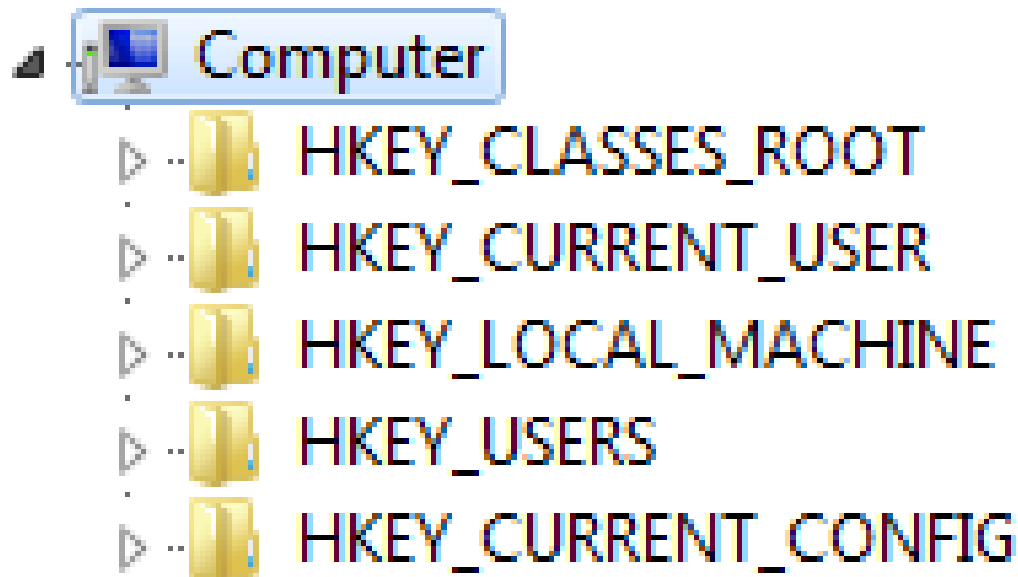 Computer
HKEY_CLASSES_ROOT
HKEY_CURRENT_USER
HKEY_LOCAL_MACHINE
HKEY_USERS
HKEY_CURRENT_CONFIG